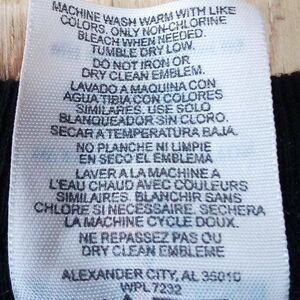 MACHINE WASH WARM WITH LIKE
COLORS. ONLY NON-CHLORINE
BLEACH WHEN NEEDED.
TUMBLE DRY LOW.
DO NOT IRON OR
DRY CLEAN EMBLEM.
LAVADO A MAQUINA CON
AGUA TIBIA CON COLORES
SIMILARES. USE SOLO
BLANQUEADOR SIN CLORO.
SECAR A TEMPERATURA BAJA.
NO PLANCHE NI LIMPIE
EN SECO EL EMBLEMA
LAVER A LA MACHINE A
L'EAU CHAUD AVEC COULEURS
SIMILAIRES. BLANCHIR SANS
CHLORE SI NECESSAIRE. SECHERA
LA MACHINE CYCLE DOUX.
NE REPASSEZ PAS OU
DRY CLEAN EMBLEM
ALEXANDER CITY, AL 35010
WPL 7232